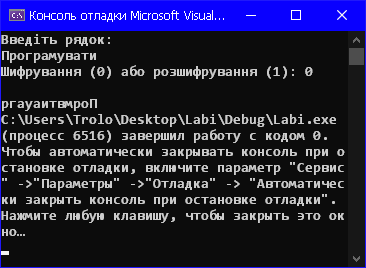 Консоль отладки Microsoft Visual...
Введіть рядок:
Програмувати
Шифрування (0) або розшифрування (1): 0
ргауаитвмроП
C:\Users\Trolo\Desktop\Labi\Debug\Labi.exe
(процесс 6516) завершил работу с кодом 0.
Чтобы автоматически закрывать консоль при о
становке отладки, включите параметр "Сервис
" ->"Параметры" ->"Отладка" -> "Автоматичес
ки закрыть консоль при остановке отладки".
Нажмите любую клавишу, чтобы закрыть это ок
но…